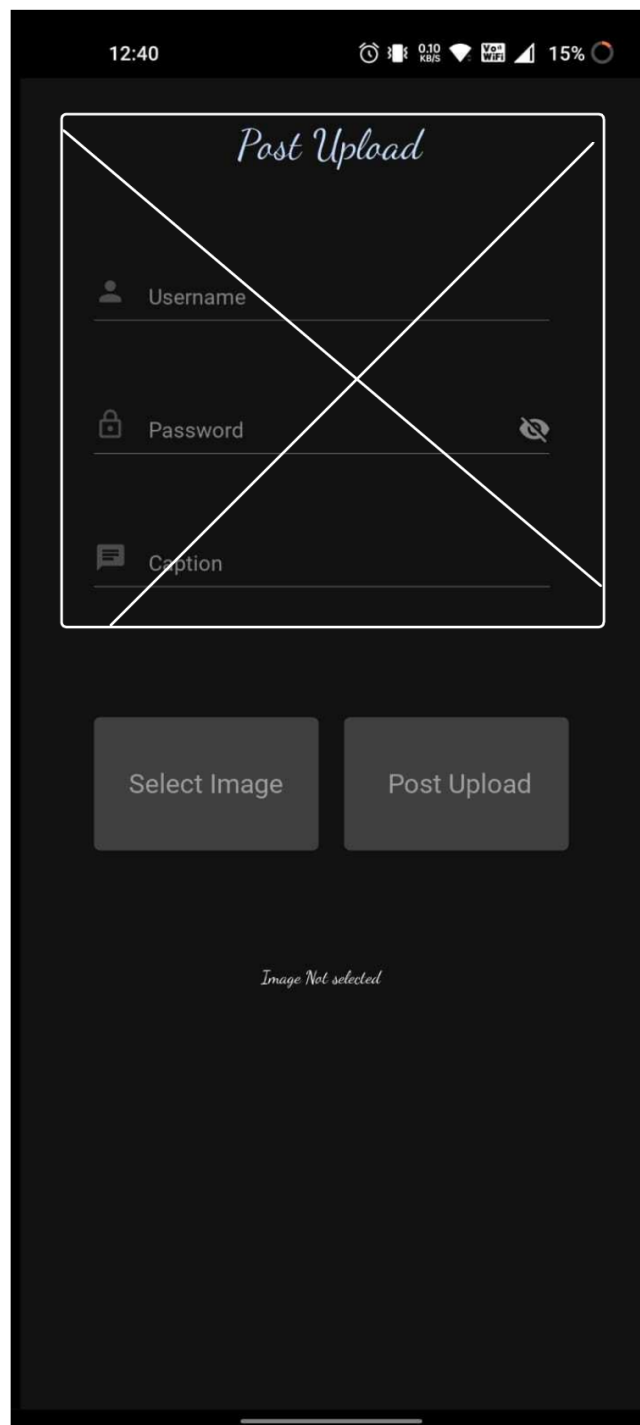 12:40 0.10 KB/S Vo WiFi 15%
Post Upload
Username
Password
Caption
Select Image Post Upload
Image Not selected